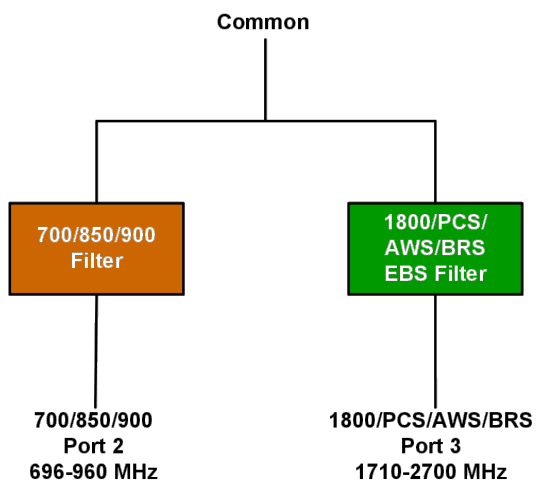 Common
700/850/900
Filter
1800/PCS/
AWS/BRS
EBS Filter
700/850/900
Port 2
696-960 MHz
1800/PCS/AWS/BRS
Port 3
1710-2700 MHz